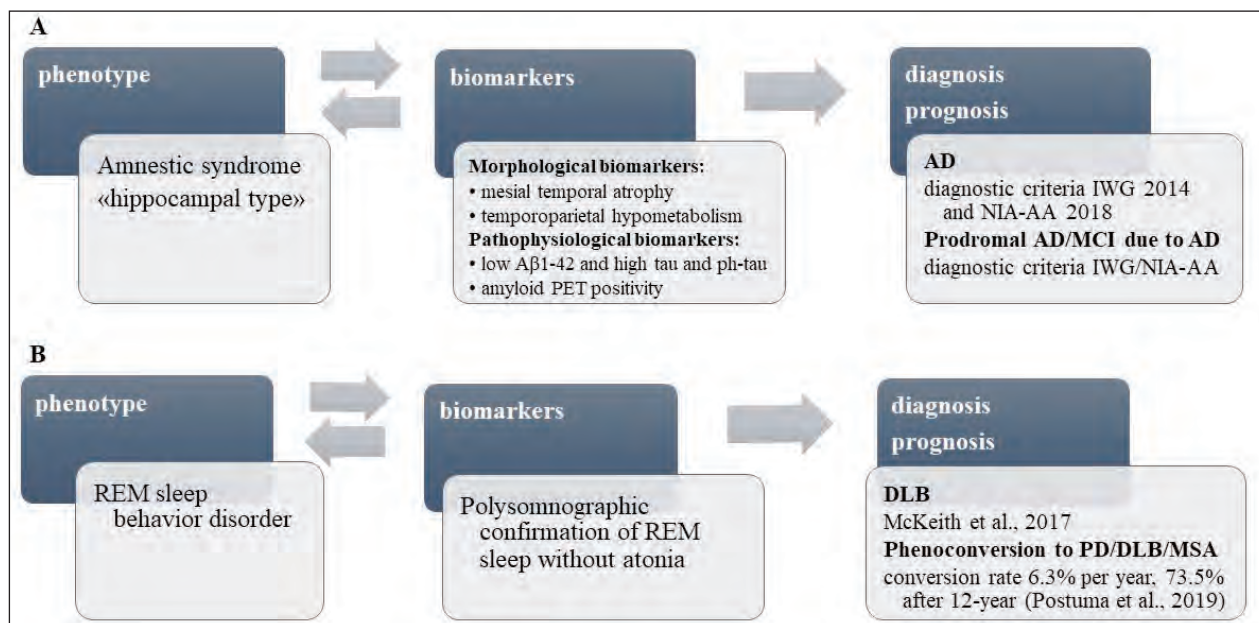 A
phenotype
Amnestic syndrome
«hippocampal type»
biomarkers
Morphological biomarkers:
• mesial temporal atrophy
• temporoparietal hypometabolism
Pathophysiological biomarkers:
• low Aβ1-42 and high tau and ph-tau
• amyloid PET positivity
diagnosis
prognosis
AD
diagnostic criteria IWG 2014
and NIA-AA 2018
Prodromal AD/MCI due to AD
diagnostic criteria IWG/NIA-AA
B
phenotype
REM sleep
behavior disorder
biomarkers
Polysomnographic
confirmation of REM
sleep without atonia
diagnosis
prognosis
DLB
McKeith et al., 2017
Phenoconversion to PD/DLB/MSA
conversion rate 6.3% per year, 73.5%
after 12-year (Postuma et al., 2019)